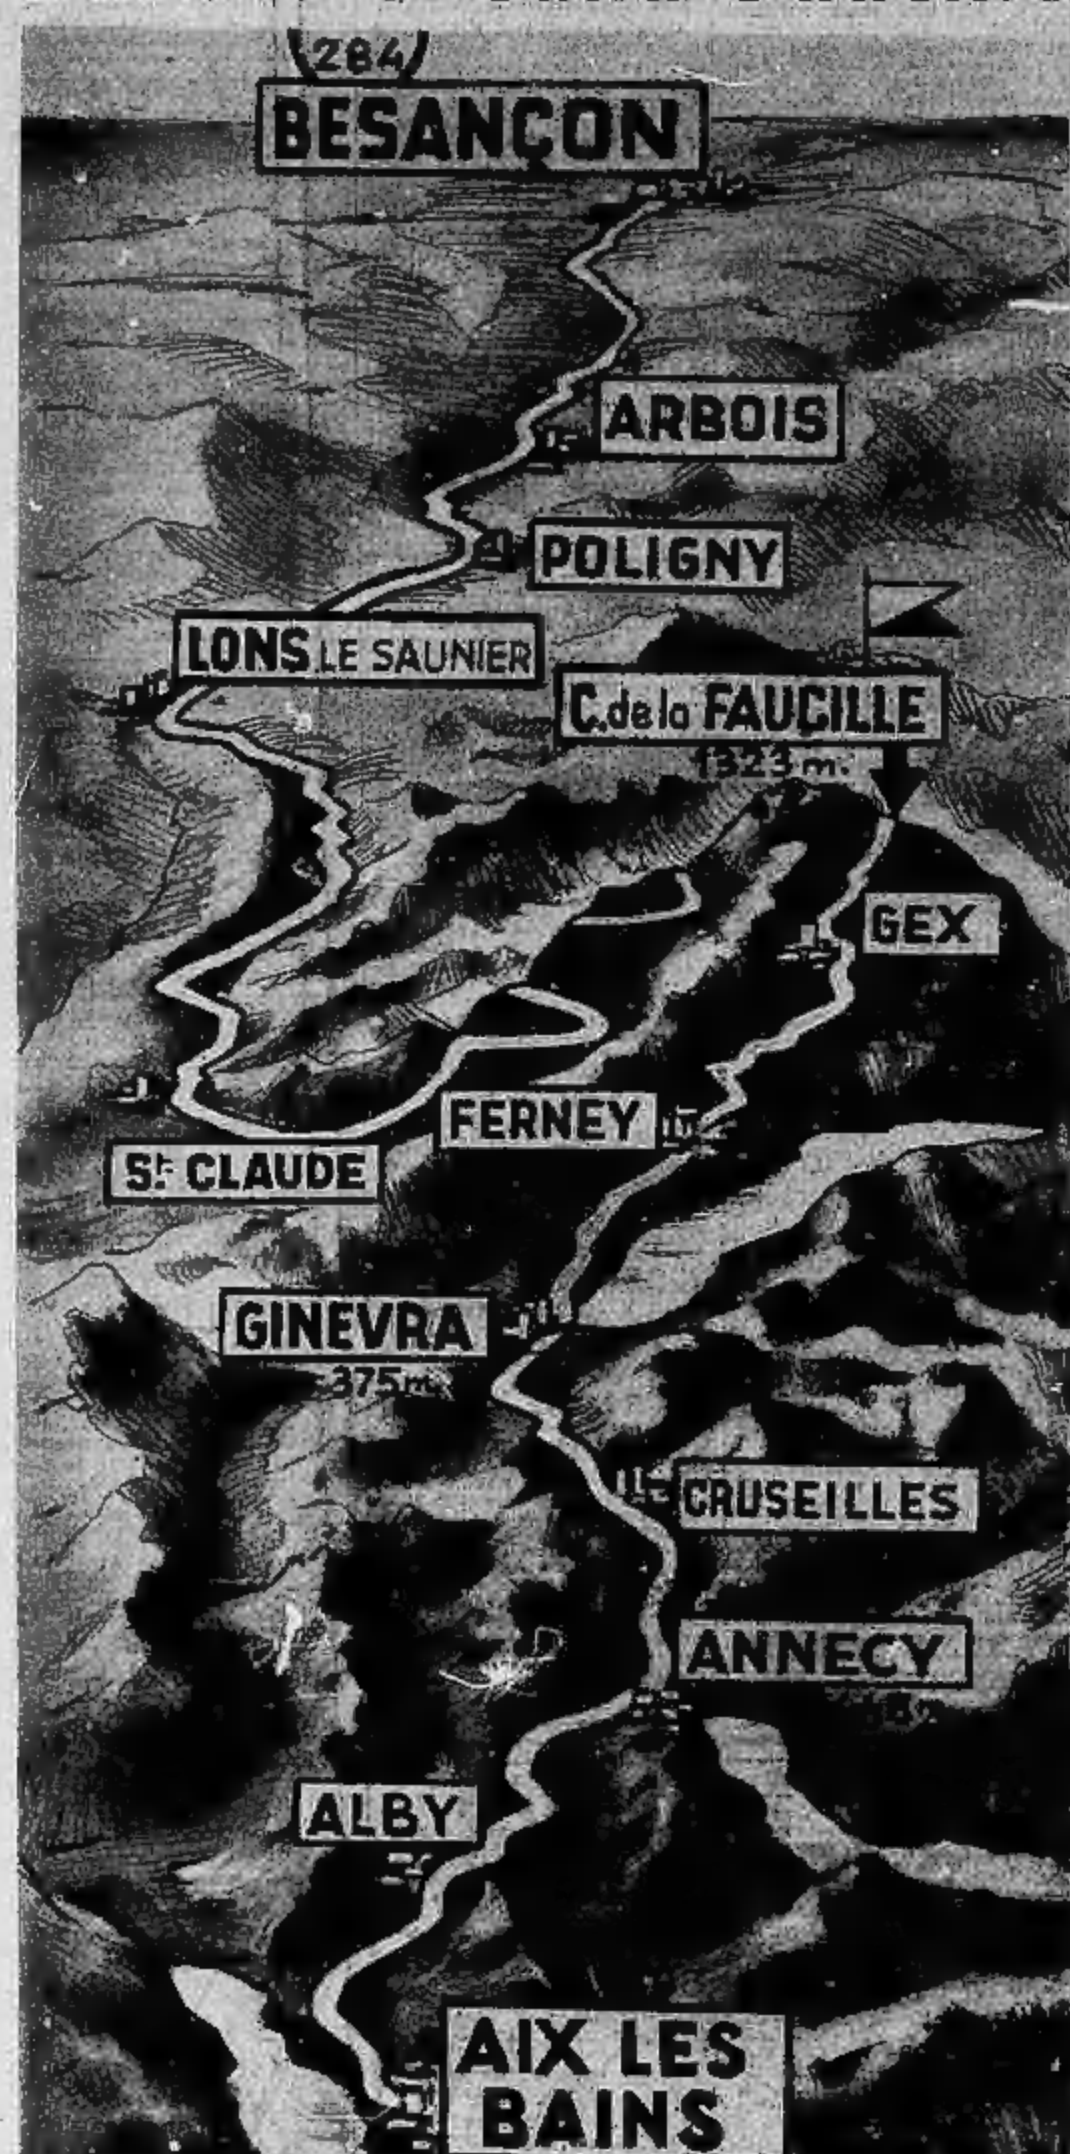 284
BESANÇON
ARBOIS
POLIGNY
LONS LE SAUNIER
C. de la FAUCILLE
1323 m.
GEX
FERNEY
St CLAUDE
GINEVRA
375 m.
CRUSEILLES
ANNECY
ALBY
AIX LES
BAINS